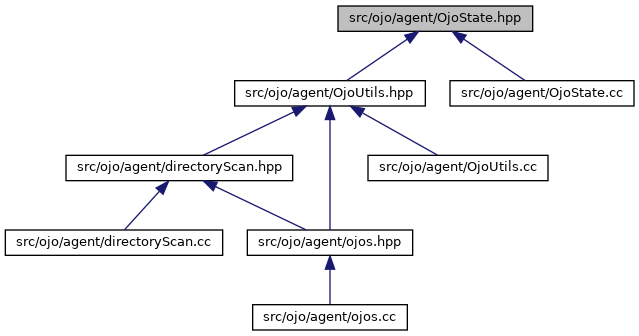 src/ojo/agent/OjoState.hpp
src/ojo/agent/OjoUtils.hpp
src/ojo/agent/OjoState.cc
src/ojo/agent/directoryScan.hpp
src/ojo/agent/OjoUtils.cc
src/ojo/agent/directoryScan.cc
src/ojo/agent/ojos.hpp
src/ojo/agent/ojos.cc